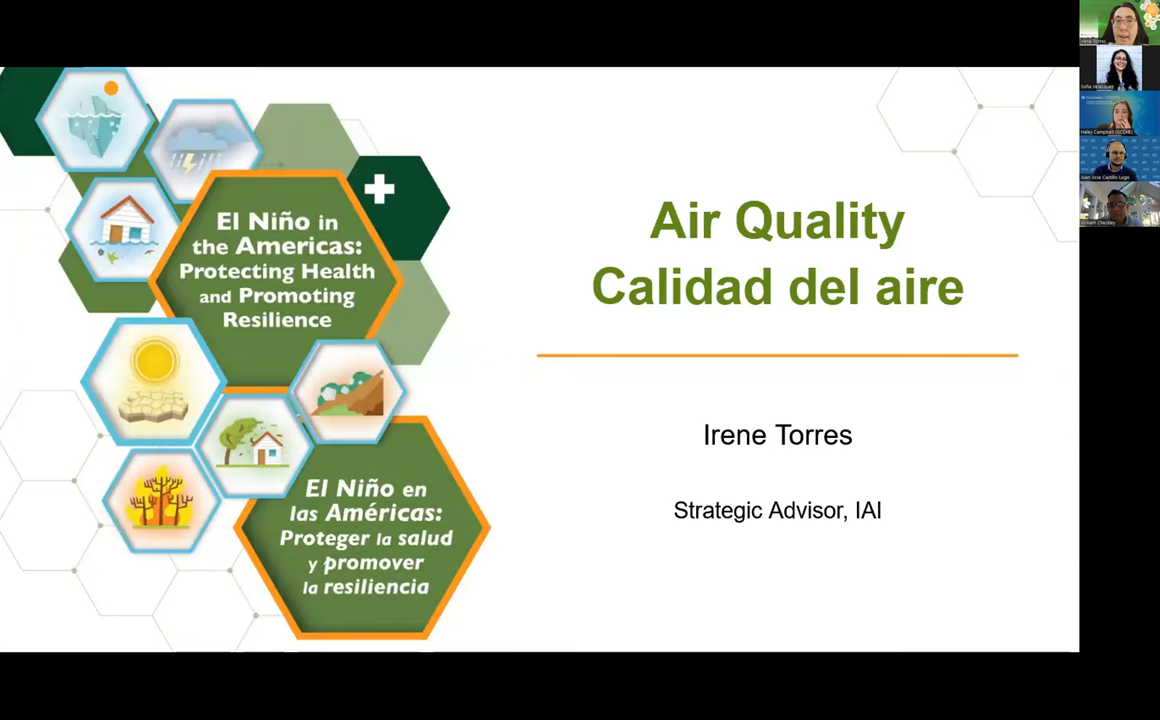 El Niño in
the Americas:
Protecting Health
and Promoting
Resilience
El Niño en
las Américas:
Proteger la salud
y promover
la resiliencia
Air Quality
Calidad del aire
Irene Torres
Strategic Advisor, IAI
Irene Torres
Sofia Velasquez
Haley Campbell (GCDHI)
Juan Jose Castillo Lugo
William Checkley